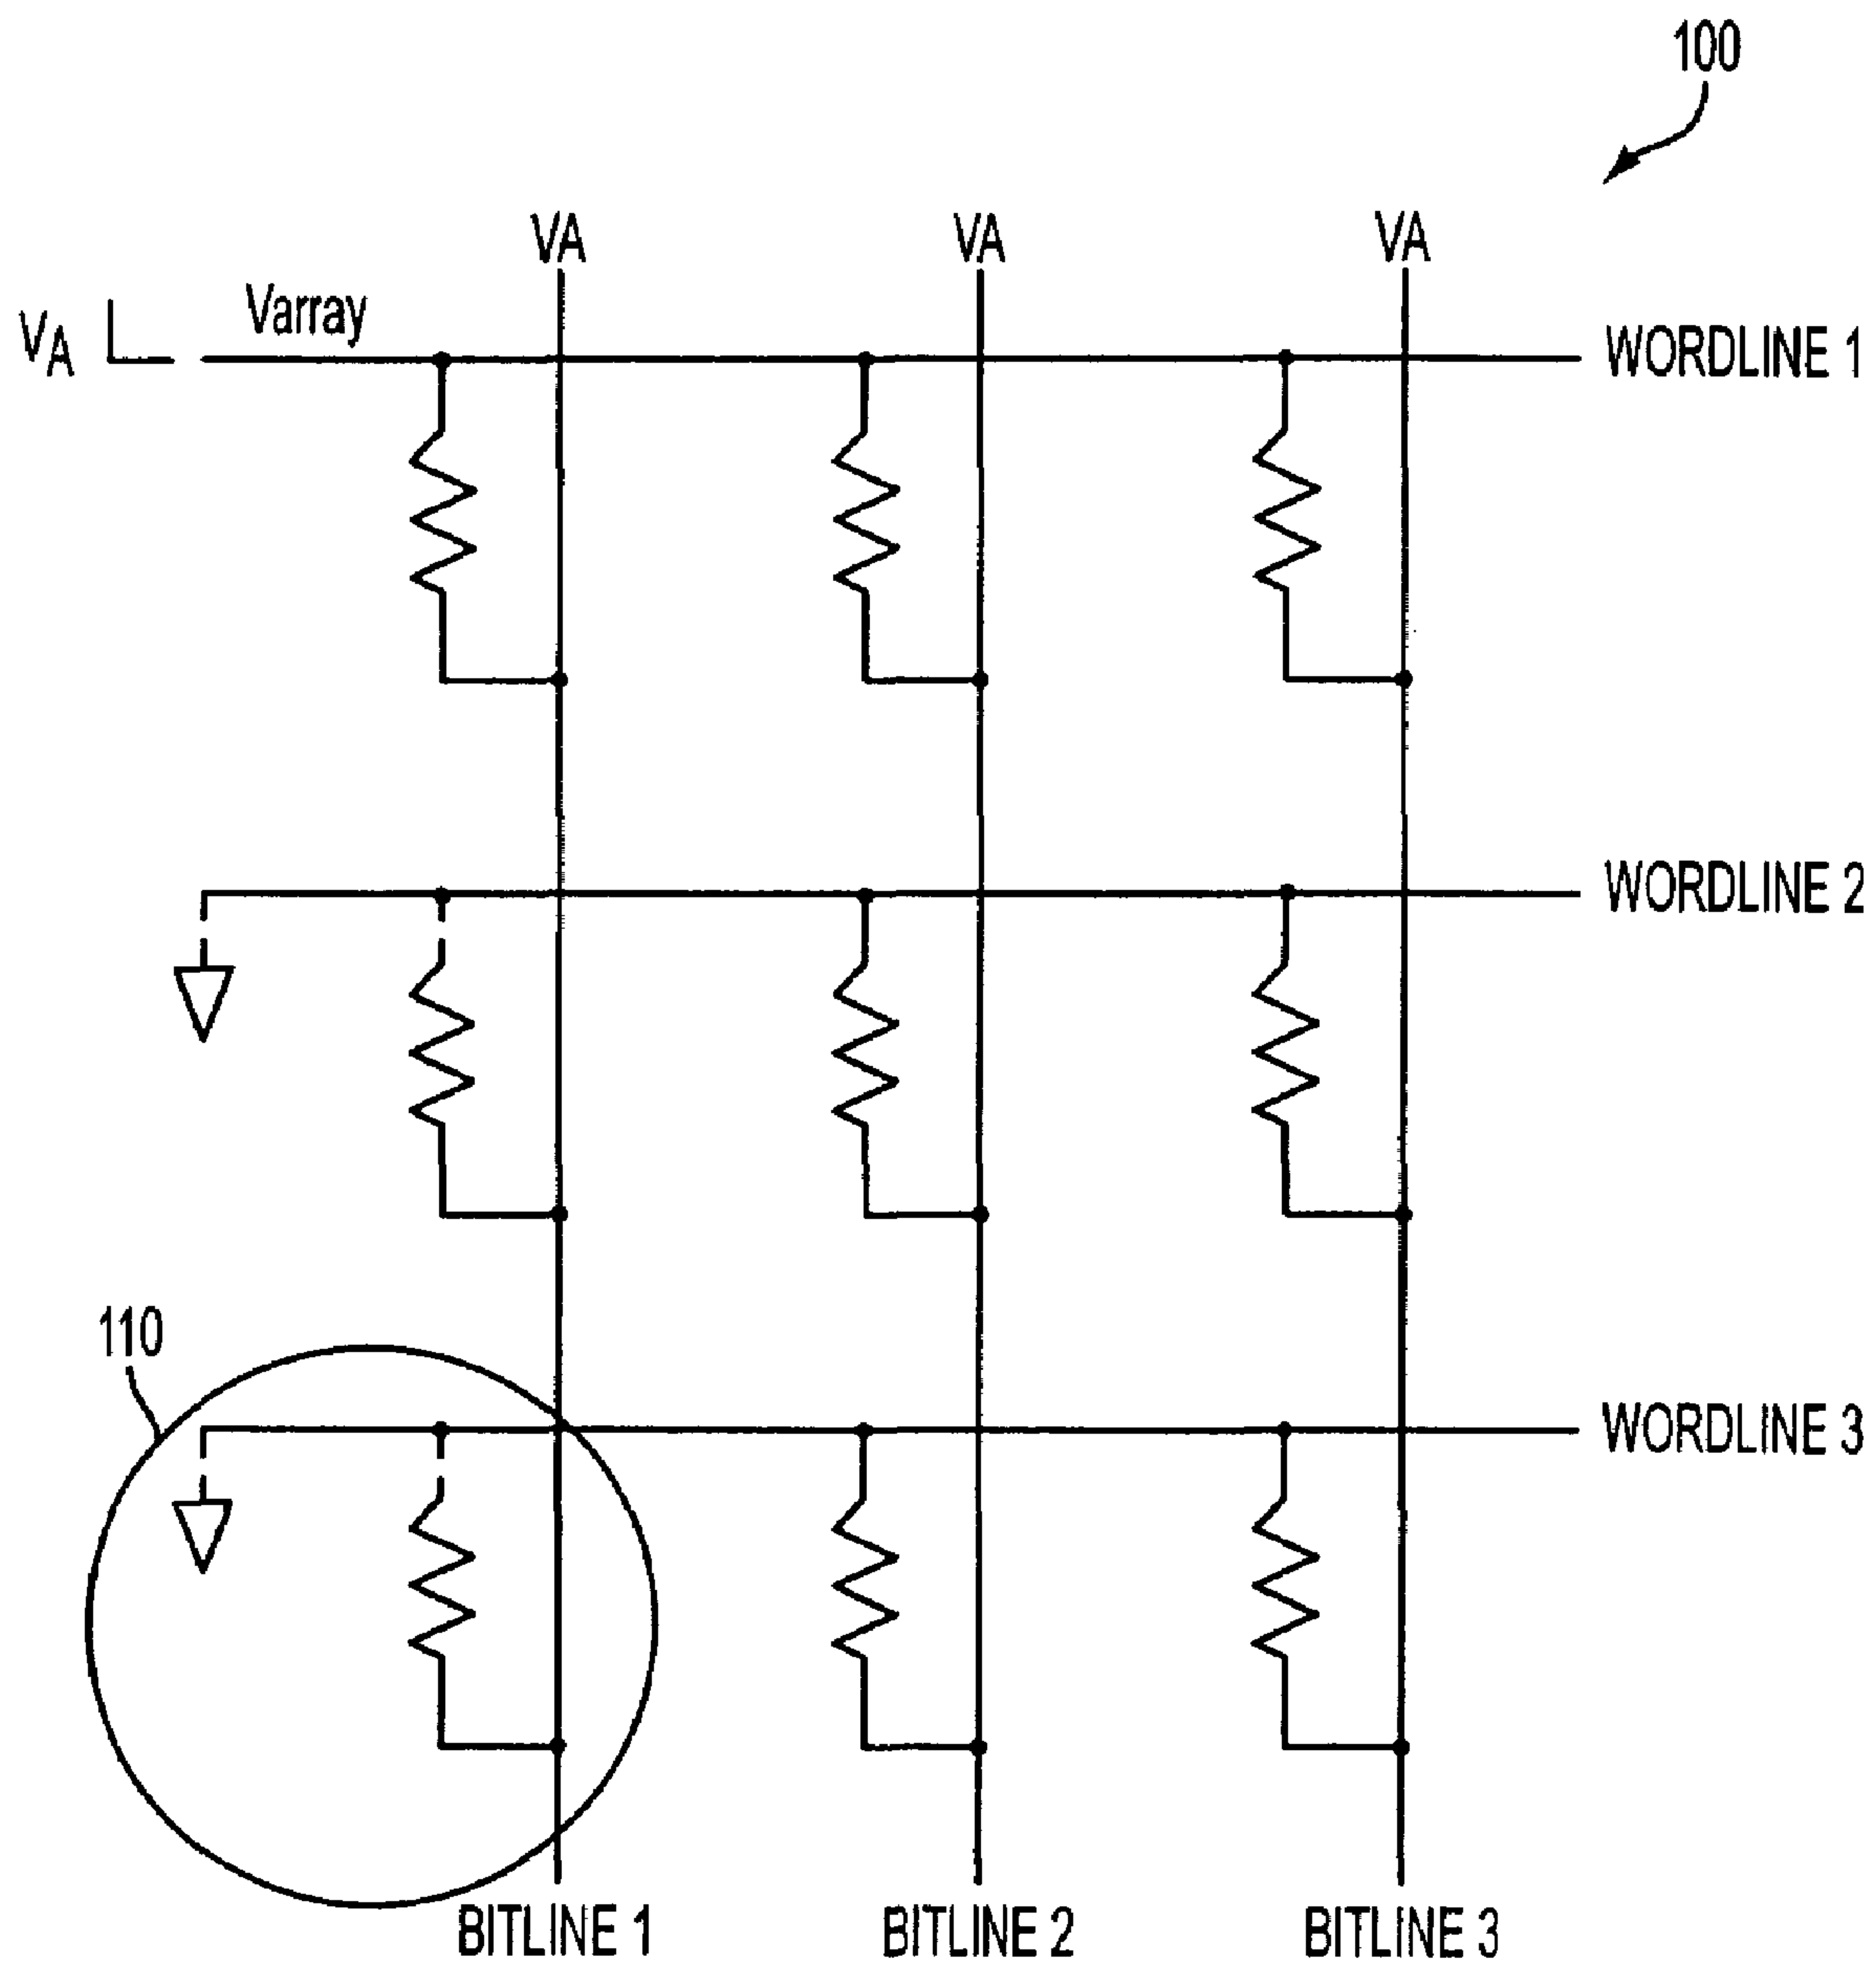 100
VA VA VA
VA Varray WORDLINE 1
WORDLINE 2
110
WORDLINE 3
BITLINE 1 BITLINE 2 BITLINE 3